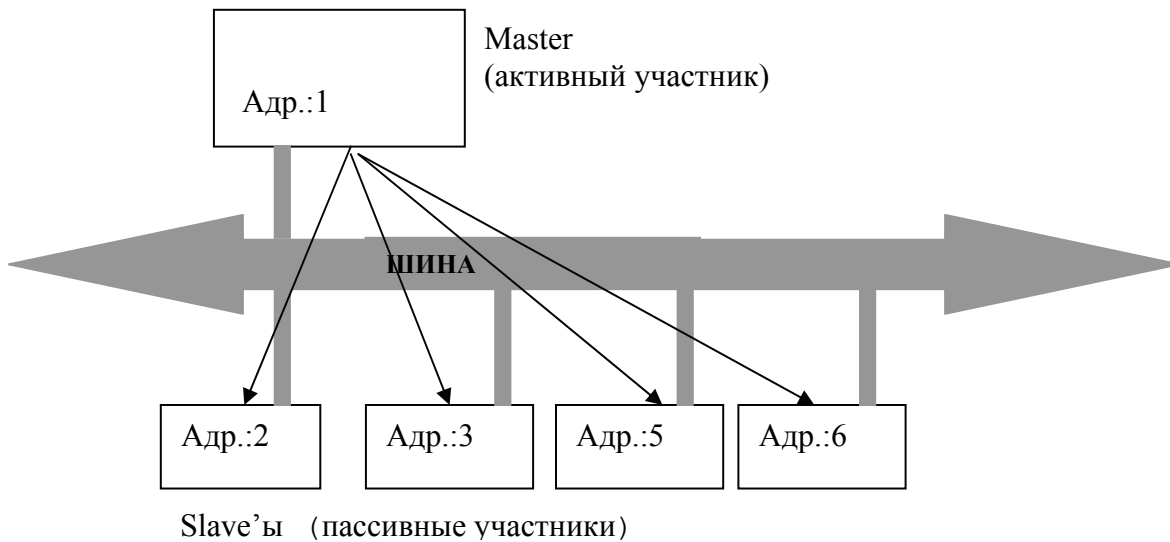 Master
(активный участник)
Адр.:1
ШИНА
Адр.:2
Адр.:3
Адр.:5
Адр.:6
Slave’ы (пассивные участники)